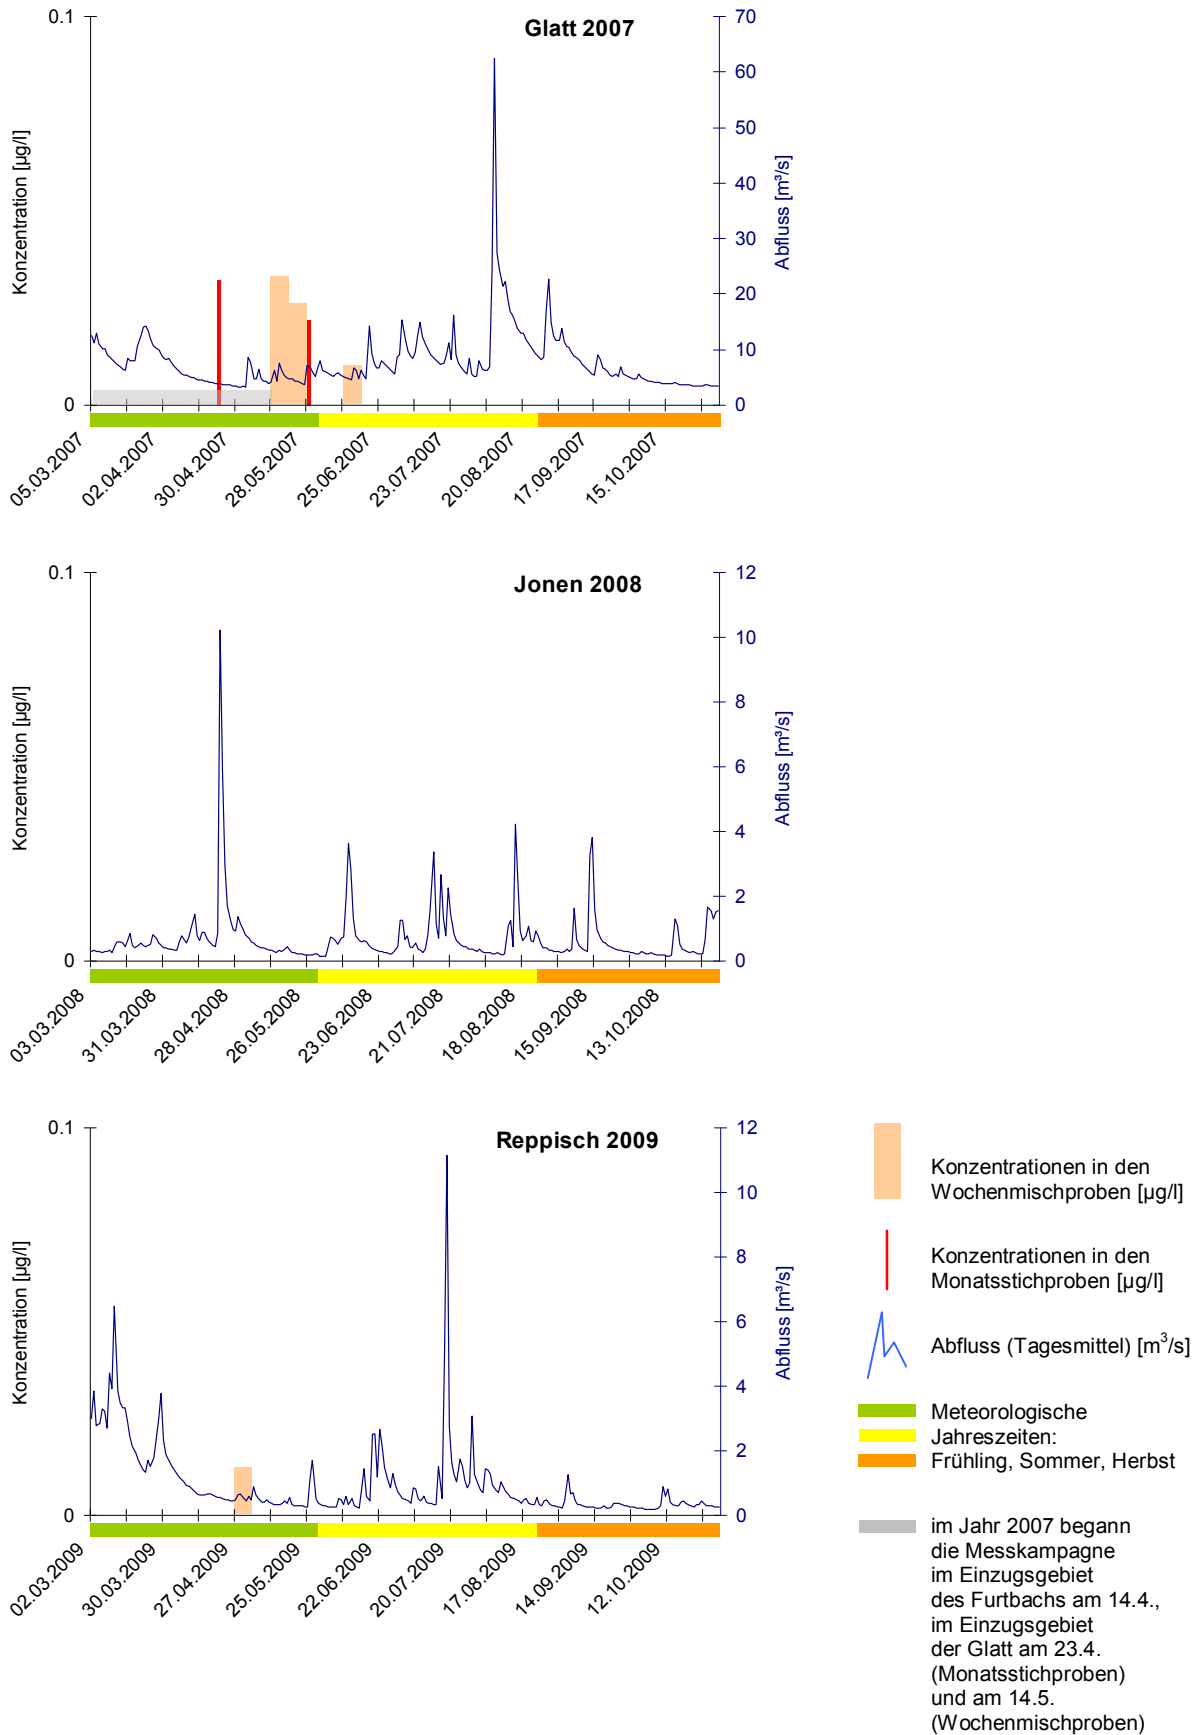 Glatt 2007
0.1
0
Konzentration [µg/l]
70
60
50
40
30
20
10
0
Abfluss [m³/s]
05.03.2007
02.04.2007
30.04.2007
28.05.2007
25.06.2007
23.07.2007
20.08.2007
17.09.2007
15.10.2007
Jonen 2008
0.1
0
Konzentration [µg/l]
12
10
8
6
4
2
0
Abfluss [m³/s]
03.03.2008
31.03.2008
28.04.2008
26.05.2008
23.06.2008
21.07.2008
18.08.2008
15.09.2008
13.10.2008
Reppisch 2009
0.1
0
Konzentration [µg/l]
12
10
8
6
4
2
0
Abfluss [m³/s]
02.03.2009
30.03.2009
27.04.2009
25.05.2009
22.06.2009
20.07.2009
17.08.2009
14.09.2009
12.10.2009
Konzentrationen in den
Wochenmischproben [µg/l]
Konzentrationen in den
Monatsstichproben [µg/l]
Abfluss (Tagesmittel) [m³/s]
Meteorologische
Jahreszeiten:
Frühling, Sommer, Herbst
im Jahr 2007 begann
die Messkampagne
im Einzugsgebiet
des Furtbachs am 14.4.,
im Einzugsgebiet
der Glatt am 23.4.
(Monatsstichproben)
und am 14.5.
(Wochenmischproben)